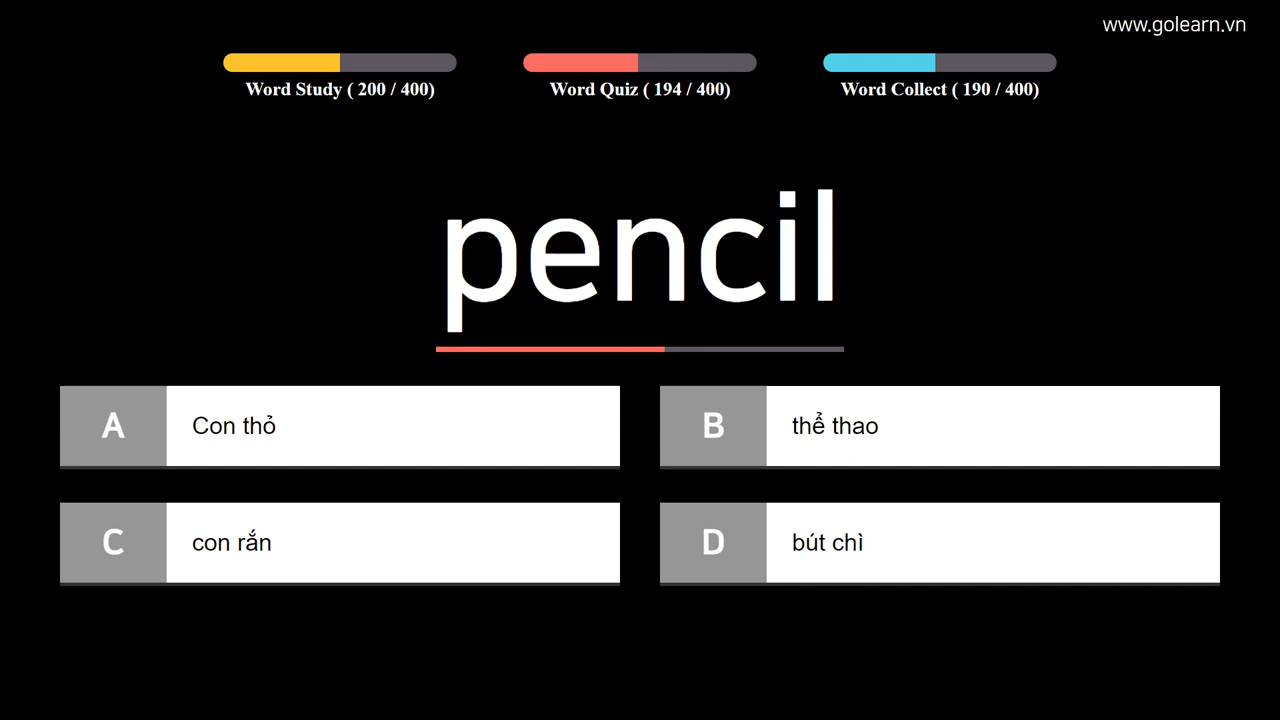 www.golearn.vn
Word Study ( 200 / 400)
Word Quiz ( 194 / 400)
Word Collect ( 190 / 400)
pencil
A Con thỏ
B thể thao
C con rắn
D bút chì